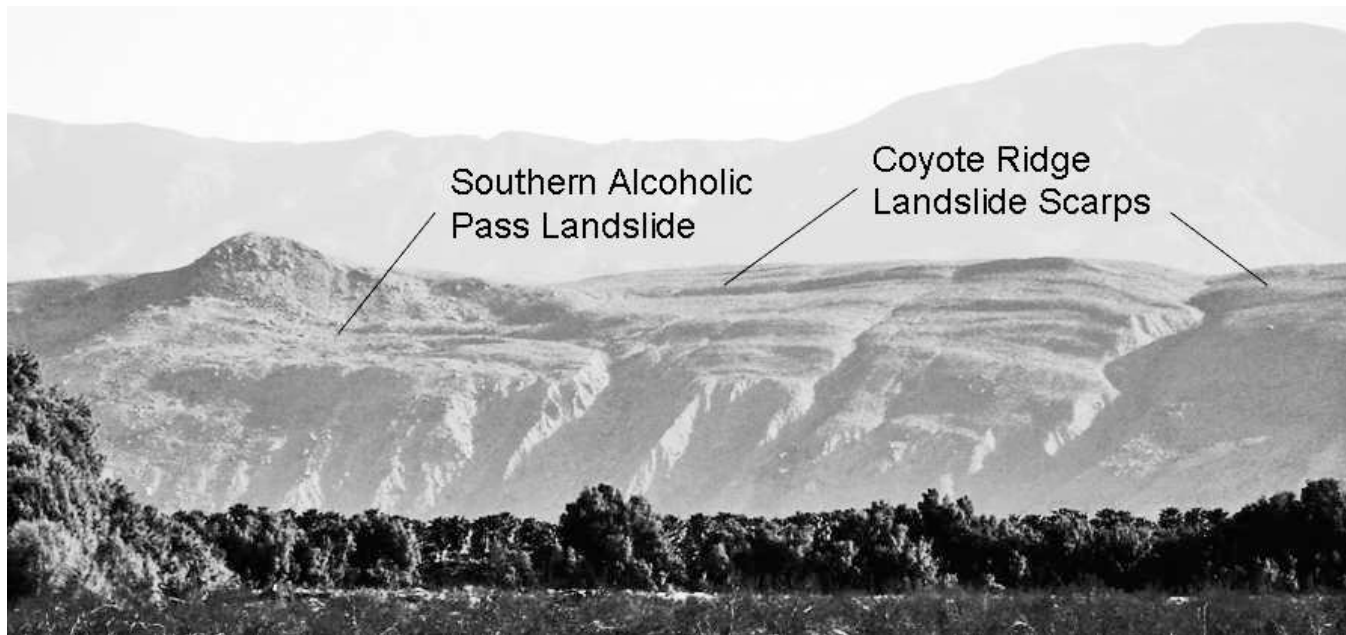 Southern Alcoholic
Pass Landslide
Coyote Ridge
Landslide Scarps